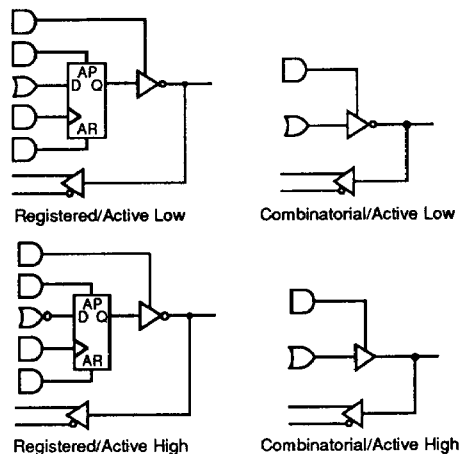 AP
D Q
AR
Registered/Active Low
Combinatorial/Active Low
AP
D Q
AR
Registered/Active High
Combinatorial/Active High